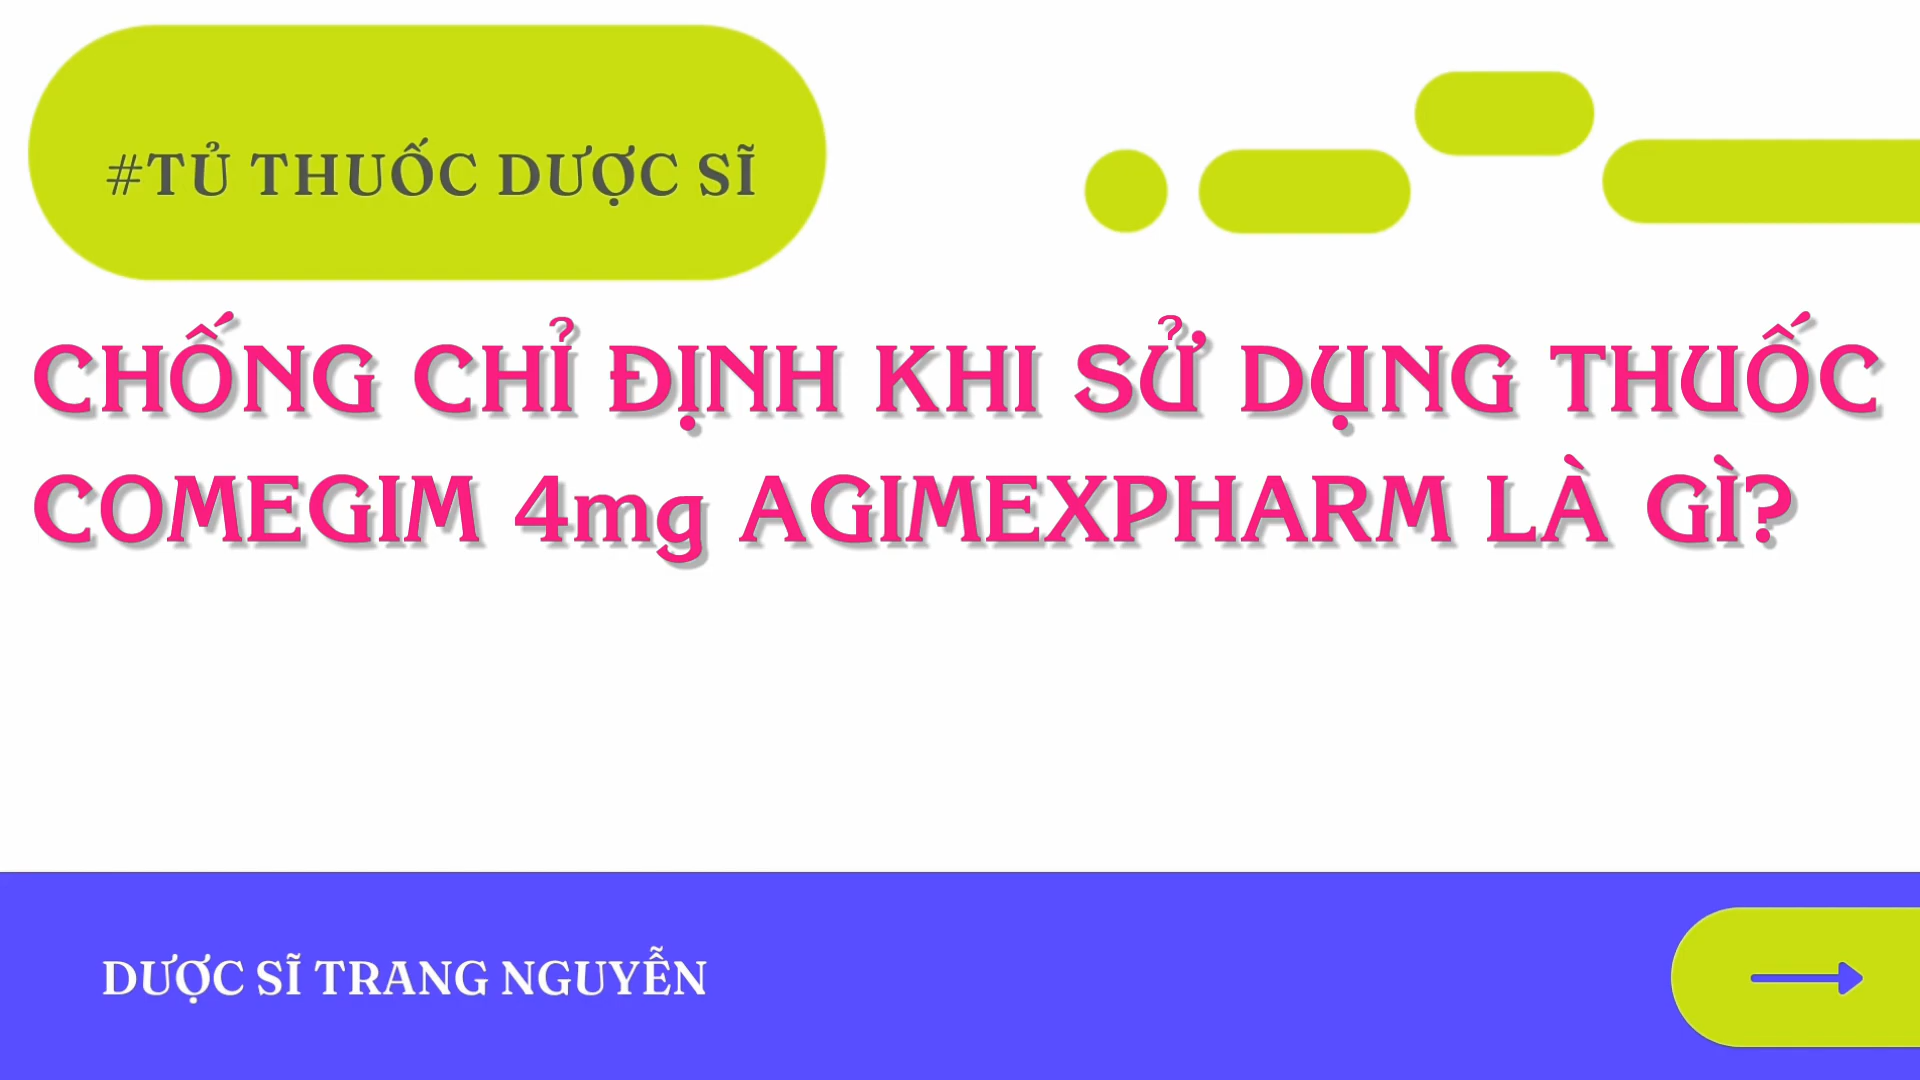 #TỦ THUỐC DƯỢC SĨ
CHỐNG CHỈ ĐỊNH KHI SỬ DỤNG THUỐC
COMEGIM 4mg AGIMEXPHARM LÀ GÌ?
DƯỢC SĨ TRANG NGUYỄN